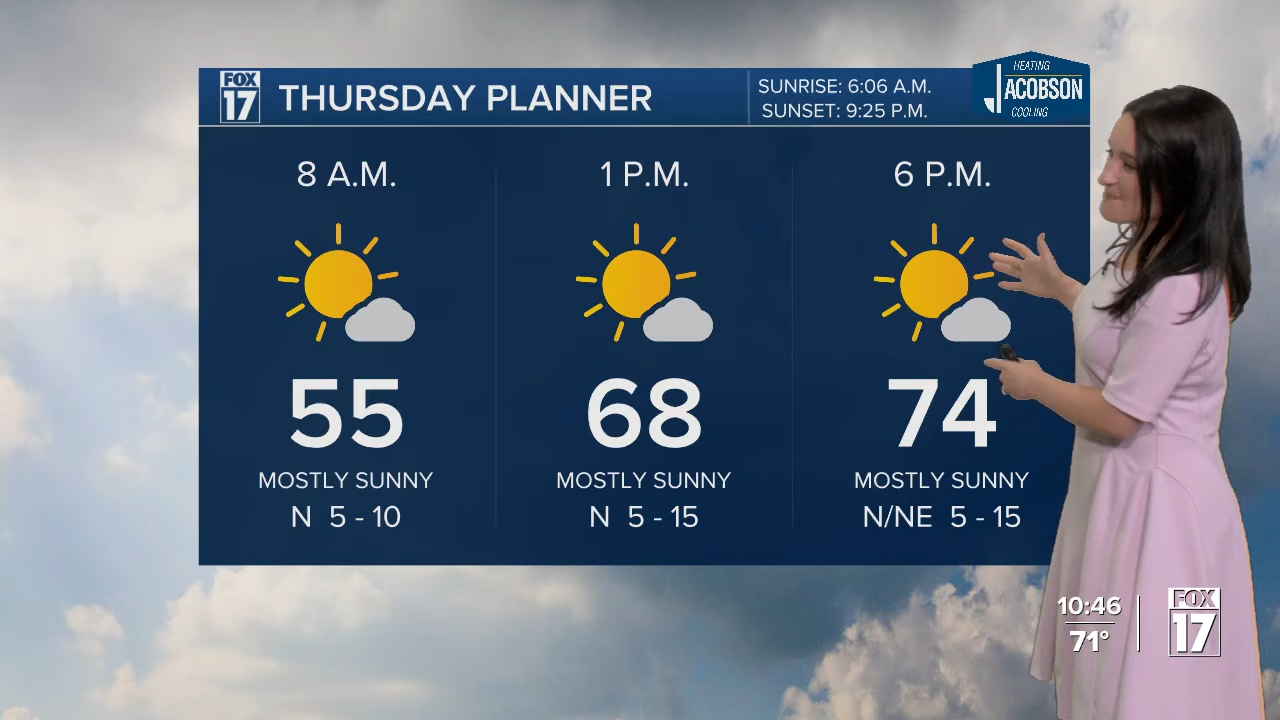 FOX
17
THURSDAY PLANNER
SUNRISE: 6:06 A.M.
SUNSET: 9:25 P.M.
HEATING
JACOBSON
COOLING
8 A.M.
1 P.M.
6 P.M.
55
68
74
MOSTLY SUNNY
MOSTLY SUNNY
MOSTLY SUNNY
N 5 - 10
N 5 - 15
N/NE 5 - 15
10:46
71°
FOX
17